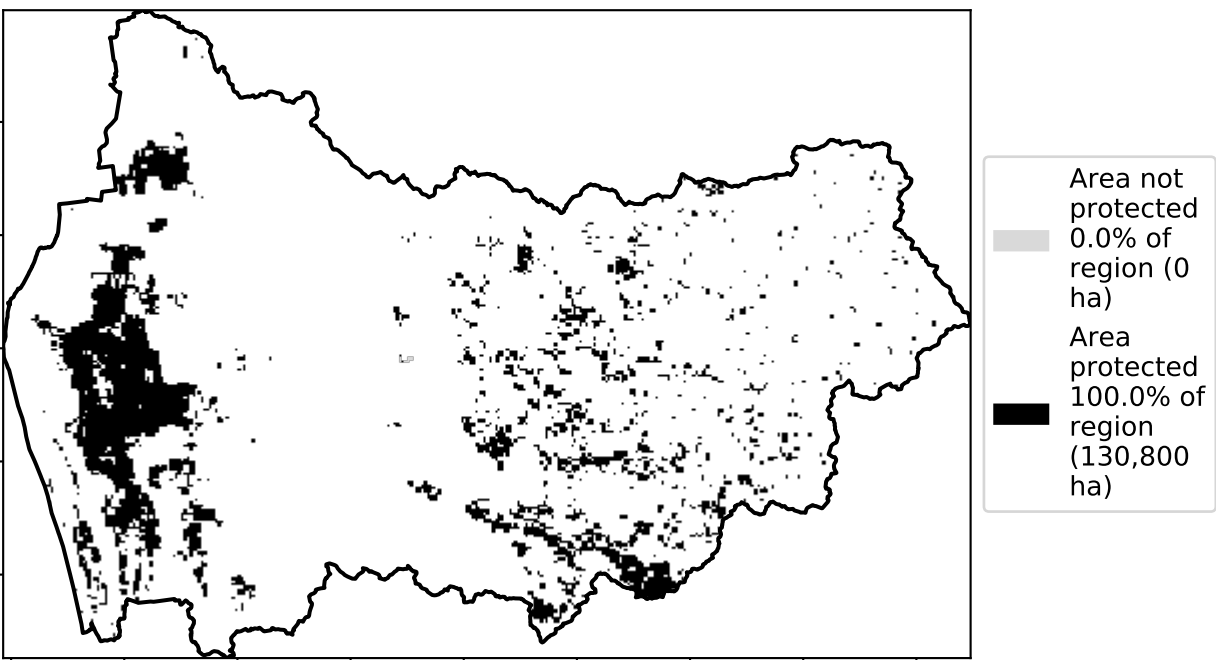 Area not
protected
0.0% of
region (0
ha)
Area
protected
100.0% of
region
(130,800
ha)